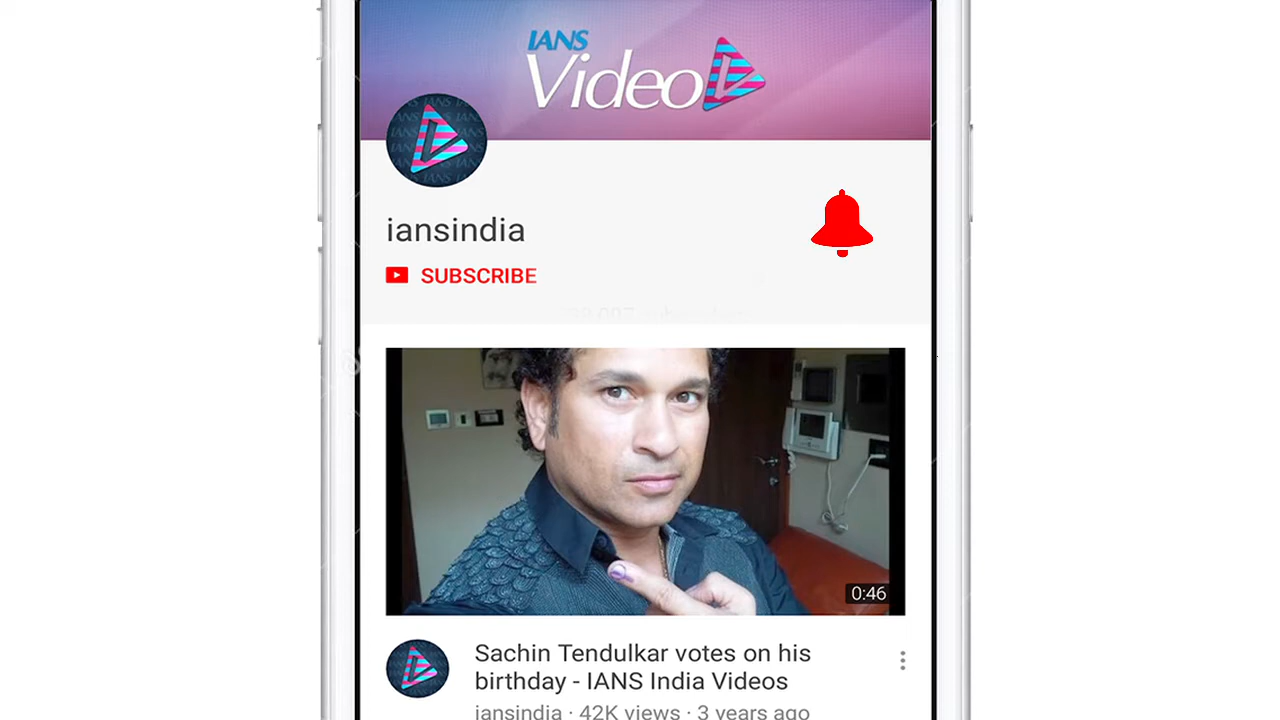 IANS
Video
iansindia
SUBSCRIBE
0:46
Sachin Tendulkar votes on his
birthday - IANS India Videos
iansindia · 42K views · 3 years ago